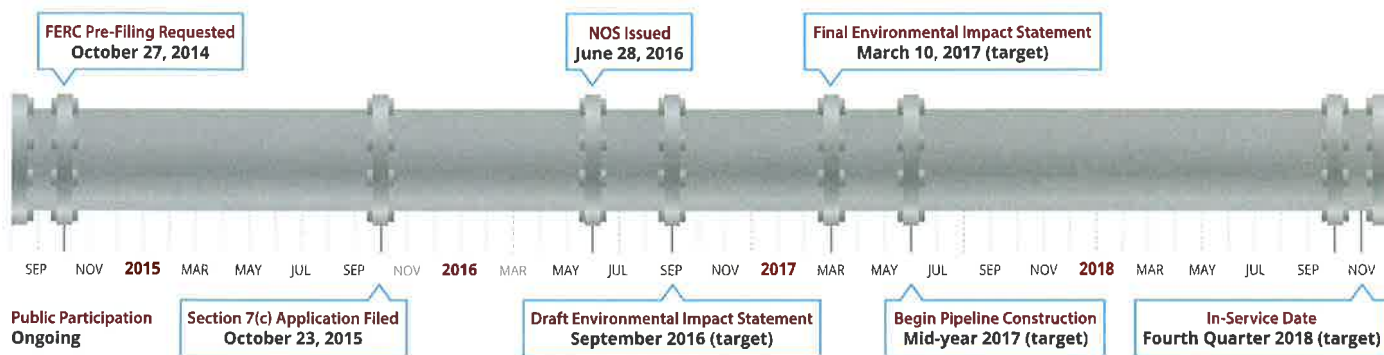 FERC Pre-Filing Requested
October 27, 2014
NOS Issued
June 28, 2016
Final Environmental Impact Statement
March 10, 2017 (target)
SEP NOV 2015 MAR MAY JUL SEP NOV 2016 MAR MAY JUL SEP NOV 2017 MAR MAY JUL SEP NOV 2018 MAR MAY JUL SEP NOV
Public Participation
Ongoing
Section 7(c) Application Filed
October 23, 2015
Draft Environmental Impact Statement
September 2016 (target)
Begin Pipeline Construction
Mid-year 2017 (target)
In-Service Date
Fourth Quarter 2018 (target)